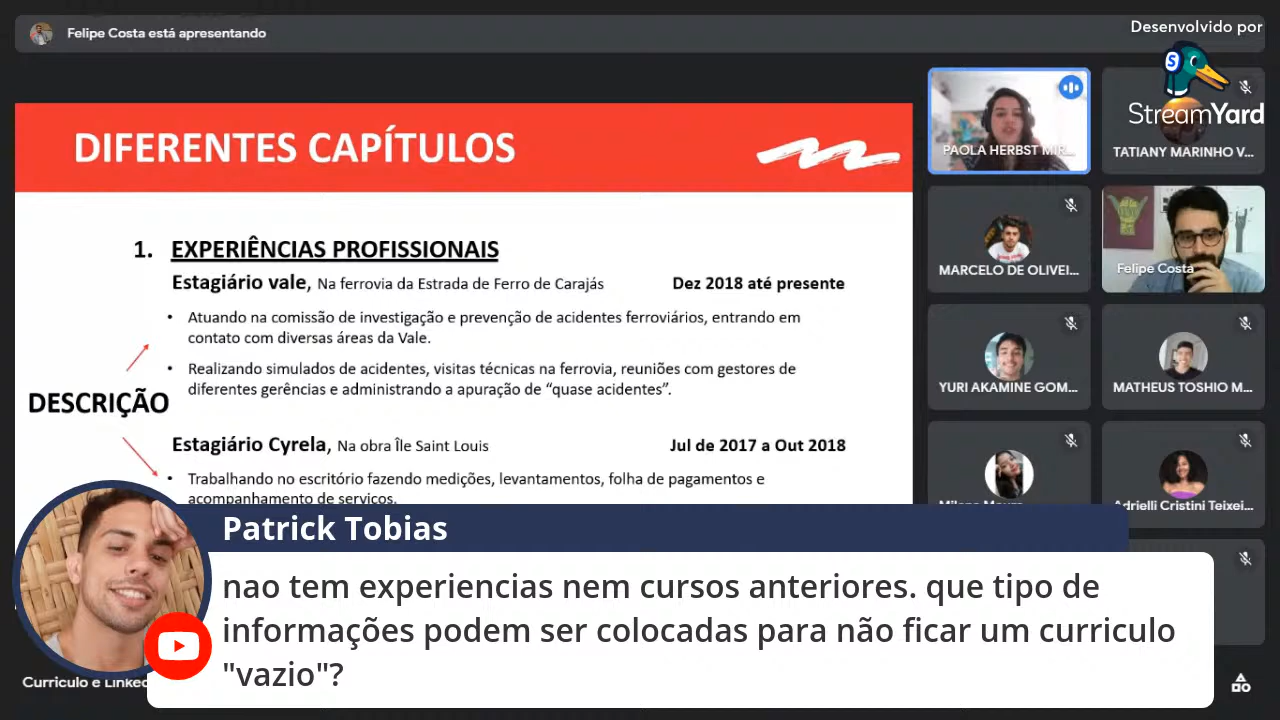 Felipe Costa está apresentando
Desenvolvido por
StreamYard
DIFERENTES CAPÍTULOS
1. EXPERIÊNCIAS PROFISSIONAIS
Estagiário vale, Na ferrovia da Estrada de Ferro de Carajás Dez 2018 até presente
• Atuando na comissão de investigação e prevenção de acidentes ferroviários, entrando em
contato com diversas áreas da Vale.
• Realizando simulados de acidentes, visitas técnicas na ferrovia, reuniões com gestores de
diferentes gerências e administrando a apuração de “quase acidentes”.
DESCRIÇÃO
Estagiário Cyrela, Na obra Île Saint Louis Jul de 2017 a Out 2018
• Trabalhando no escritório fazendo medições, levantamentos, folha de pagamentos e
acompanhamento de serviços.
PAOLA HERBST MIR...
TATIANY MARINHO V...
MARCELO DE OLIVEI...
Felipe Costa
YURI AKAMINE GOM...
MATHEUS TOSHIO M...
Adrielli Cristini Teixei...
Patrick Tobias
nao tem experiencias nem cursos anteriores. que tipo de
informações podem ser colocadas para não ficar um curriculo
"vazio"?
Curriculo e Linked